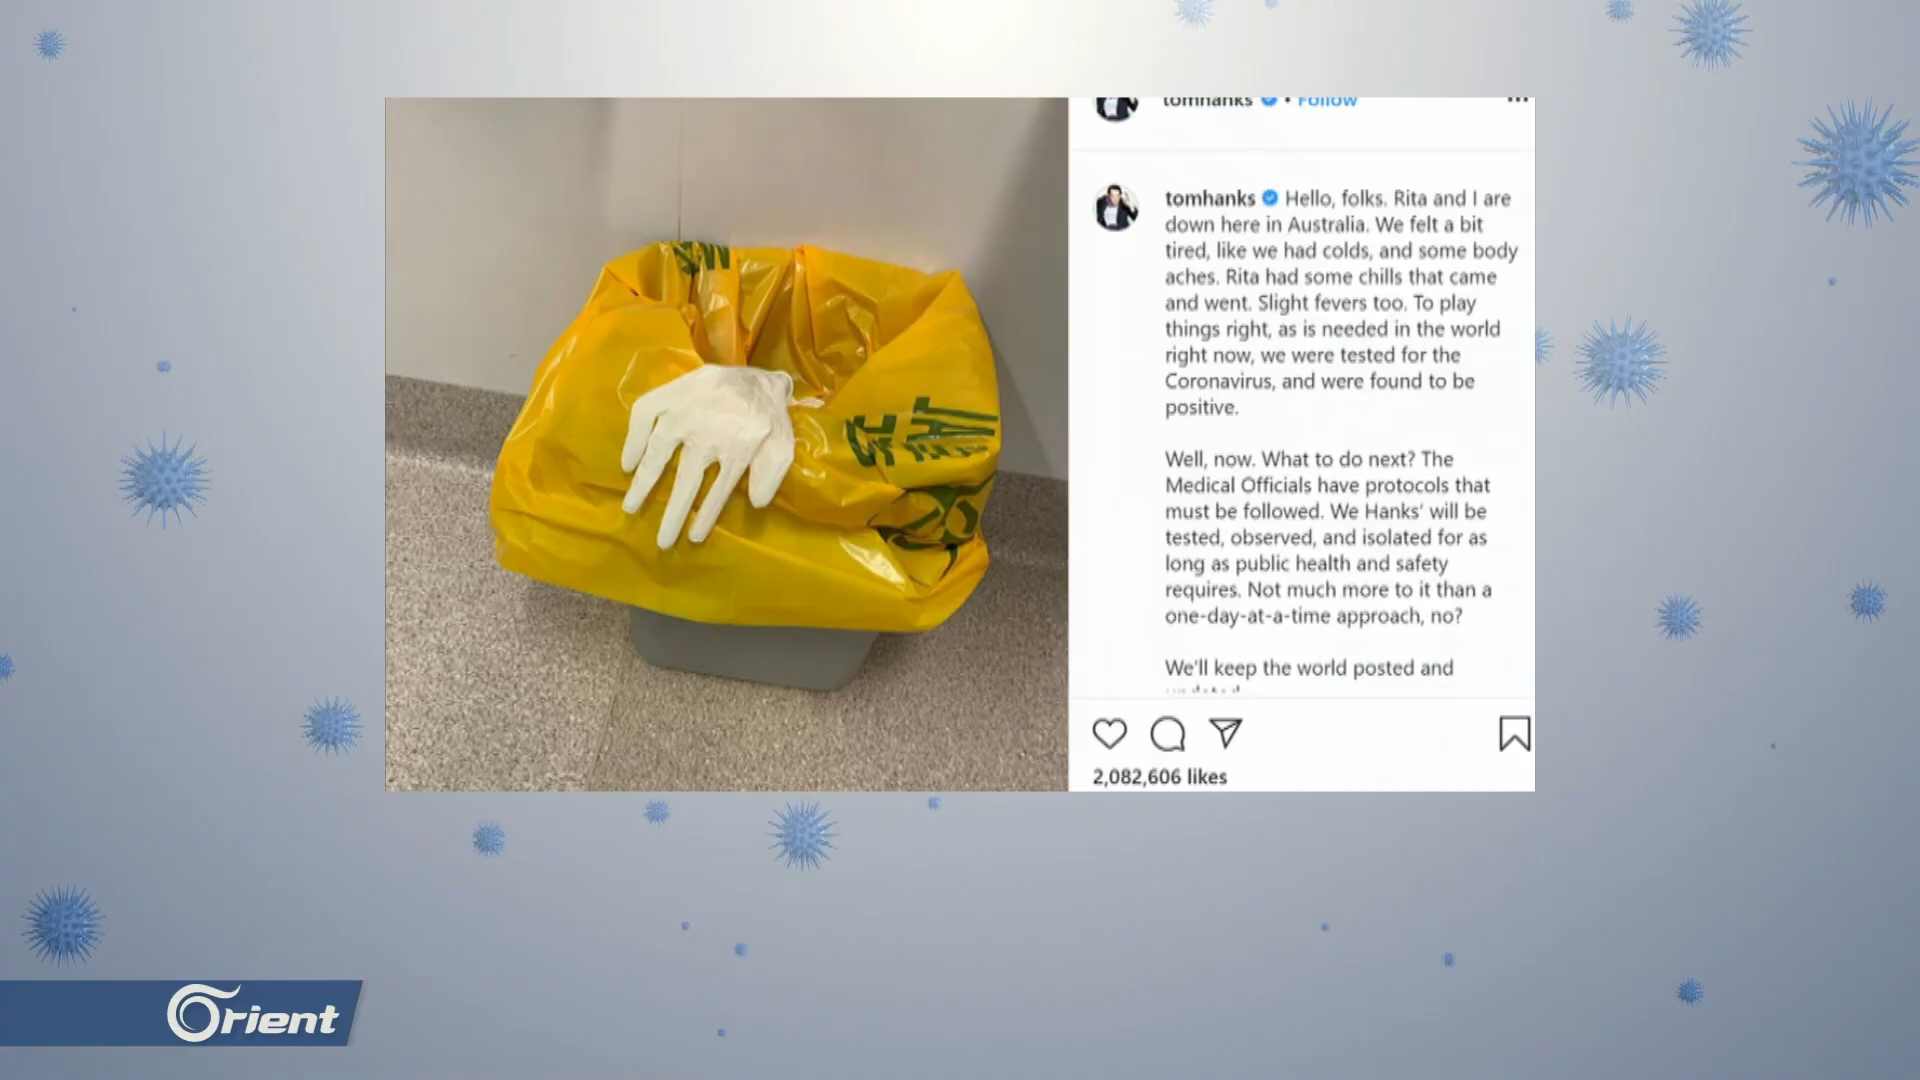 tomhanks • Follow
tomhanks Hello, folks. Rita and I are
down here in Australia. We felt a bit
tired, like we had colds, and some body
aches. Rita had some chills that came
and went. Slight fevers too. To play
things right, as is needed in the world
right now, we were tested for the
Coronavirus, and were found to be
positive.
Well, now. What to do next? The
Medical Officials have protocols that
must be followed. We Hanks' will be
tested, observed, and isolated for as
long as public health and safety
requires. Not much more to it than a
one-day-at-a-time approach, no?
We'll keep the world posted and
2,082,606 likes
Orient